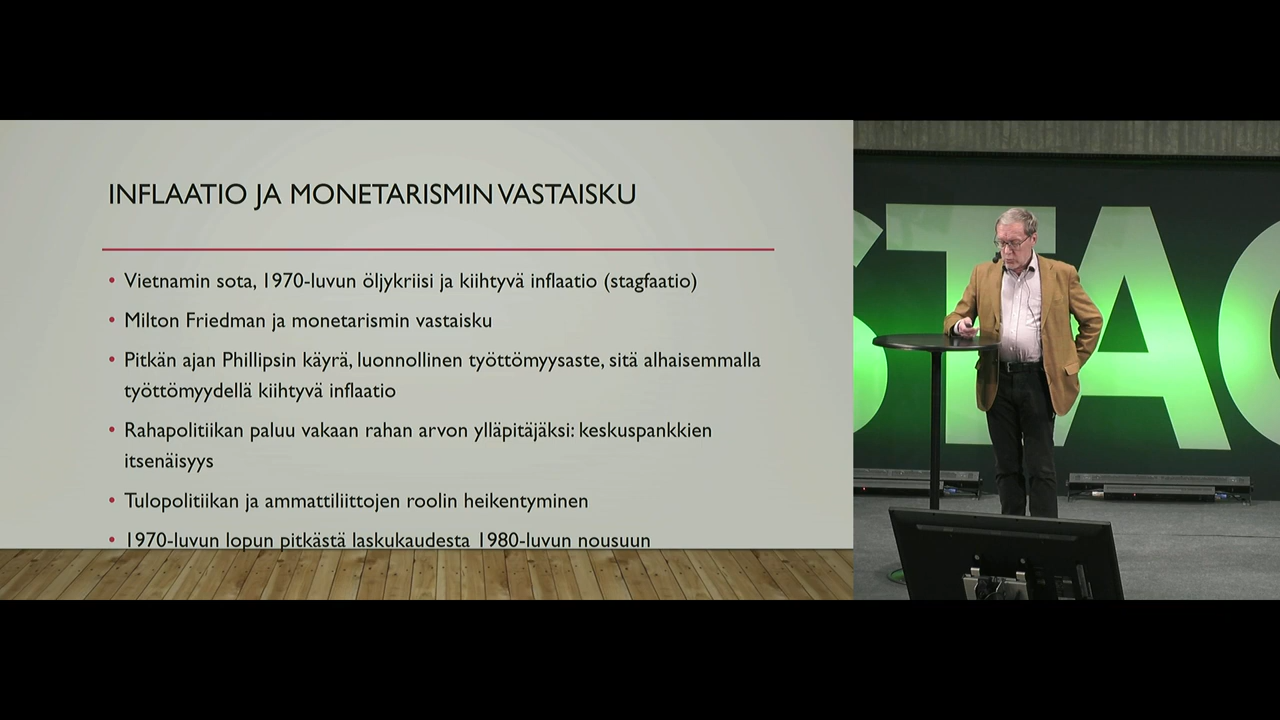 INFLAATIO JA MONETARISMIN VASTAISKU
• Vietnamin sota, 1970-luvun öljykriisi ja kiihtyvä inflaatio (stagfaatio)
• Milton Friedman ja monetarismin vastaisku
• Pitkän ajan Phillipsin käyrä, luonnollinen työttömyysaste, sitä alhaisemmalla
työttömyydellä kiihtyvä inflaatio
• Rahapolitiikan paluu vakaan rahan arvon ylläpitäjäksi: keskuspankkien
itsenäisyys
• Tulopolitiikan ja ammattiliittojen roolin heikentyminen
• 1970-luvun lopun pitkästä laskukaudesta 1980-luvun nousuun
STAG